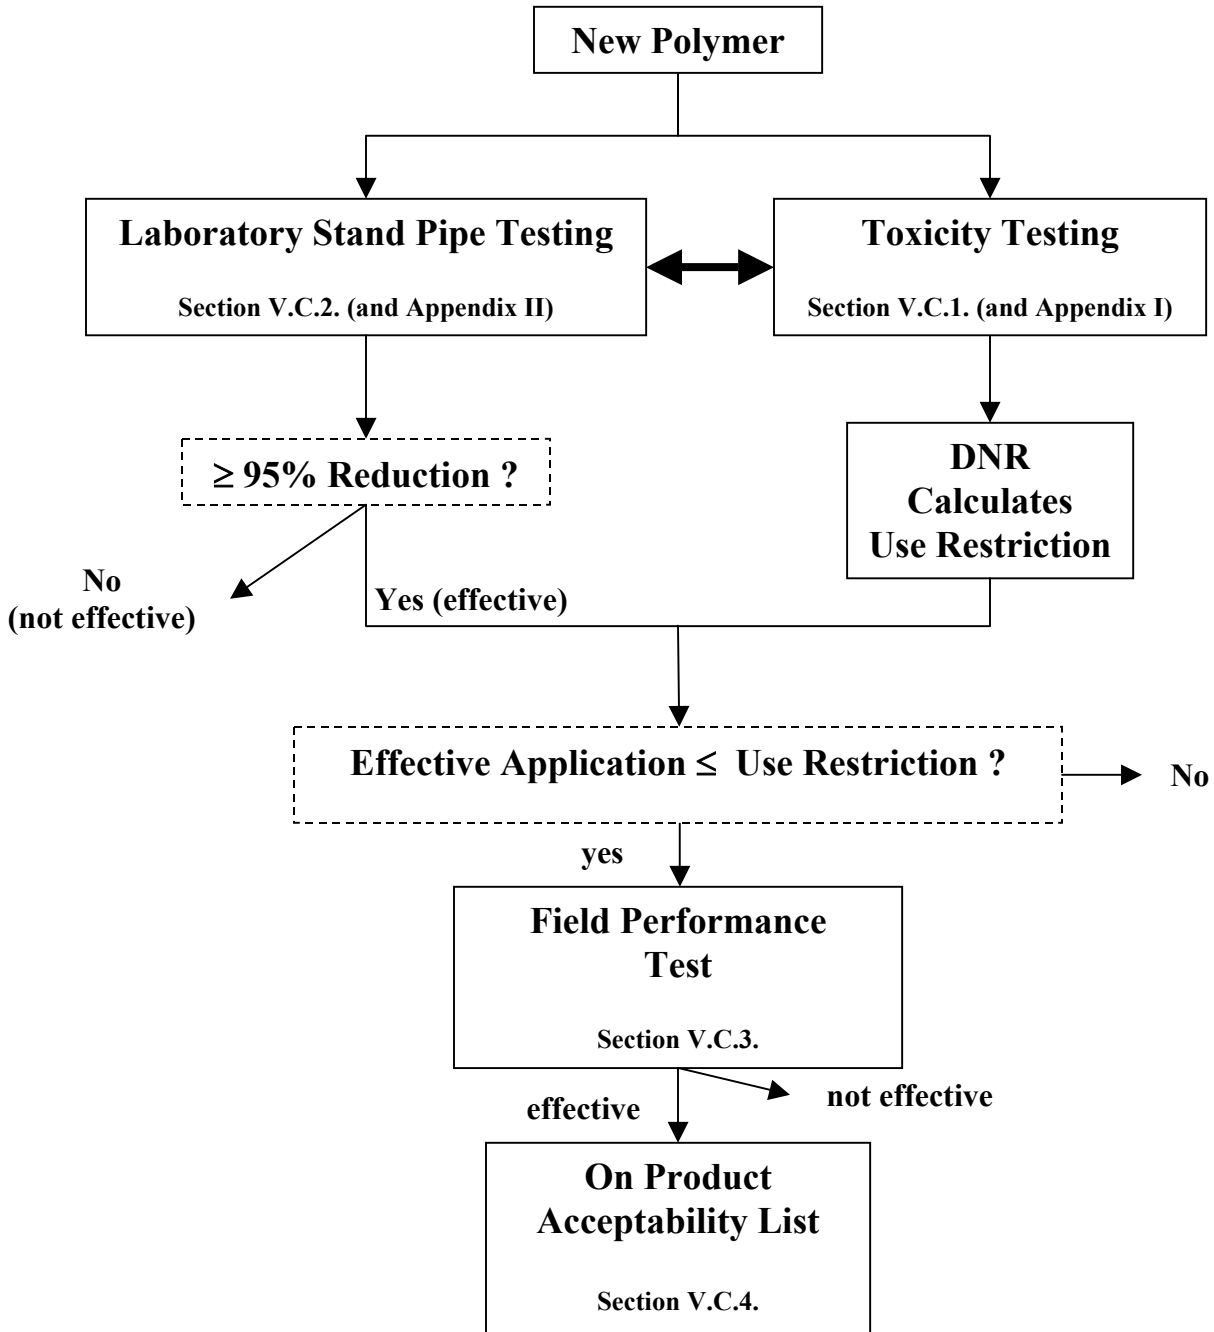 New Polymer
Laboratory Stand Pipe Testing
Section V.C.2. (and Appendix II)
Toxicity Testing
Section V.C.1. (and Appendix I)
≥ 95% Reduction ?
DNR
Calculates
Use Restriction
No
(not effective)
Yes (effective)
Effective Application ≤ Use Restriction ?
No
yes
Field Performance
Test
Section V.C.3.
effective
not effective
On Product
Acceptability List
Section V.C.4.